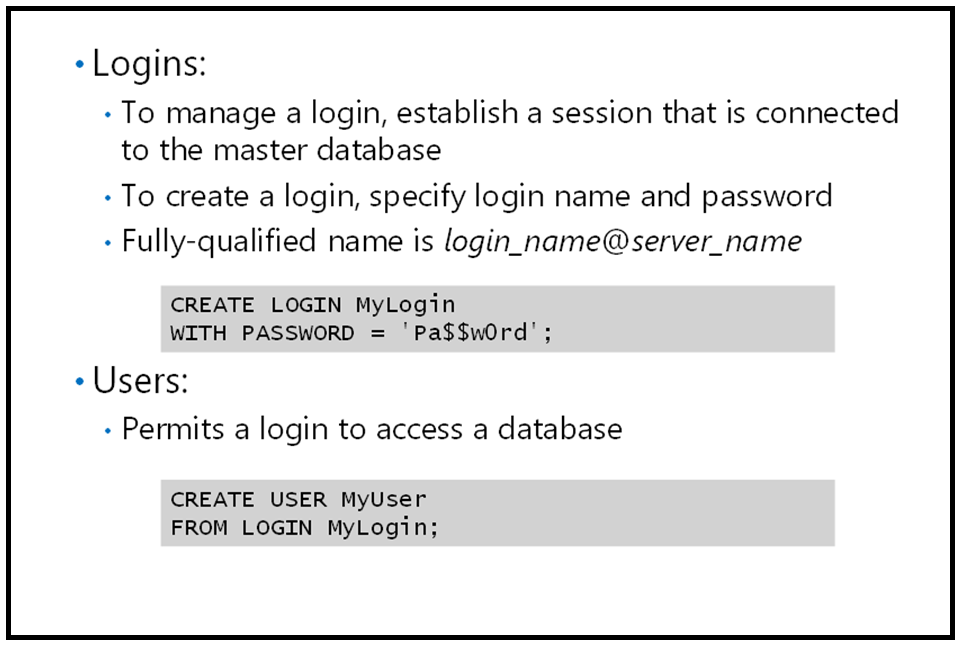 • Logins:
• To manage a login, establish a session that is connected
to the master database
• To create a login, specify login name and password
• Fully-qualified name is login_name@server_name
CREATE LOGIN MyLogin
WITH PASSWORD = 'Pa$$w0rd';
• Users:
• Permits a login to access a database
CREATE USER MyUser
FROM LOGIN MyLogin;